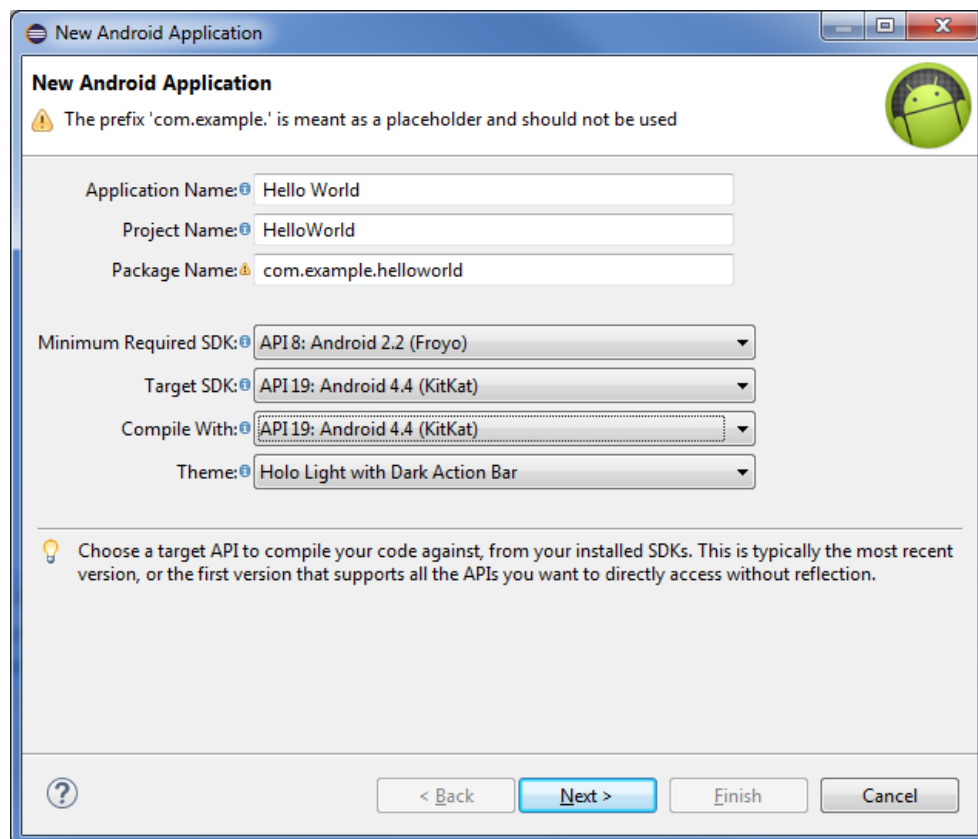 New Android Application
New Android Application
The prefix 'com.example.' is meant as a placeholder and should not be used
Application Name: Hello World
Project Name: HelloWorld
Package Name: com.example.helloworld
Minimum Required SDK: API 8: Android 2.2 (Froyo)
Target SDK: API 19: Android 4.4 (KitKat)
Compile With: API 19: Android 4.4 (KitKat)
Theme: Holo Light with Dark Action Bar
Choose a target API to compile your code against, from your installed SDKs. This is typically the most recent
version, or the first version that supports all the APIs you want to directly access without reflection.
? < Back Next > Finish Cancel